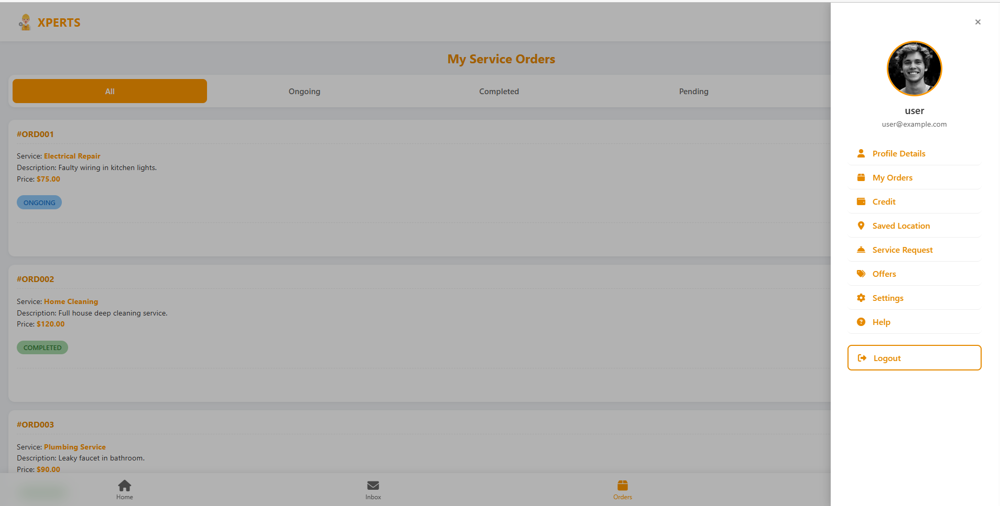 XPERTS
My Service Orders
All
Ongoing
Completed
Pending
#ORD001
Service: Electrical Repair
Description: Faulty wiring in kitchen lights.
Price: $75.00
ONGOING
#ORD002
Service: Home Cleaning
Description: Full house deep cleaning service.
Price: $120.00
COMPLETED
#ORD003
Service: Plumbing Service
Description: Leaky faucet in bathroom.
Price: $90.00
Home
Inbox
Orders
×
user
user@example.com
Profile Details
My Orders
Credit
Saved Location
Service Request
Offers
Settings
Help
Logout